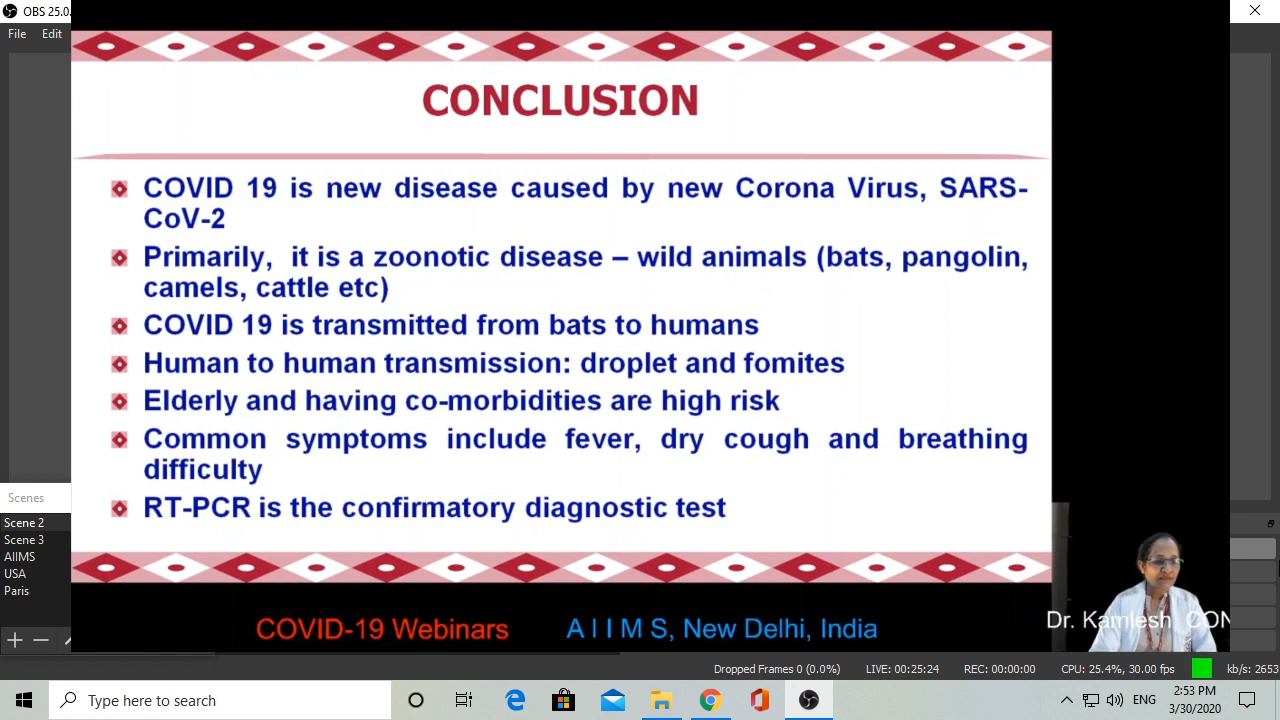 OBS 25.0.
File Edit
CONCLUSION
COVID 19 is new disease caused by new Corona Virus, SARS-
CoV-2
Primarily, it is a zoonotic disease – wild animals (bats, pangolin,
camels, cattle etc)
COVID 19 is transmitted from bats to humans
Human to human transmission: droplet and fomites
Elderly and having co-morbidities are high risk
Common symptoms include fever, dry cough and breathing
difficulty
RT-PCR is the confirmatory diagnostic test
Scenes
Scene 2
Scene 3
AIIMS
USA
Paris
COVID-19 Webinars
A I I M S, New Delhi, India
Dr. Kamlesh CON
Dropped Frames 0 (0.0%) LIVE: 00:25:24 REC: 00:00:00 CPU: 25.4%, 30.00 fps kb/s: 2653
Type here to search
ENG
2:53 PM
3/30/2020